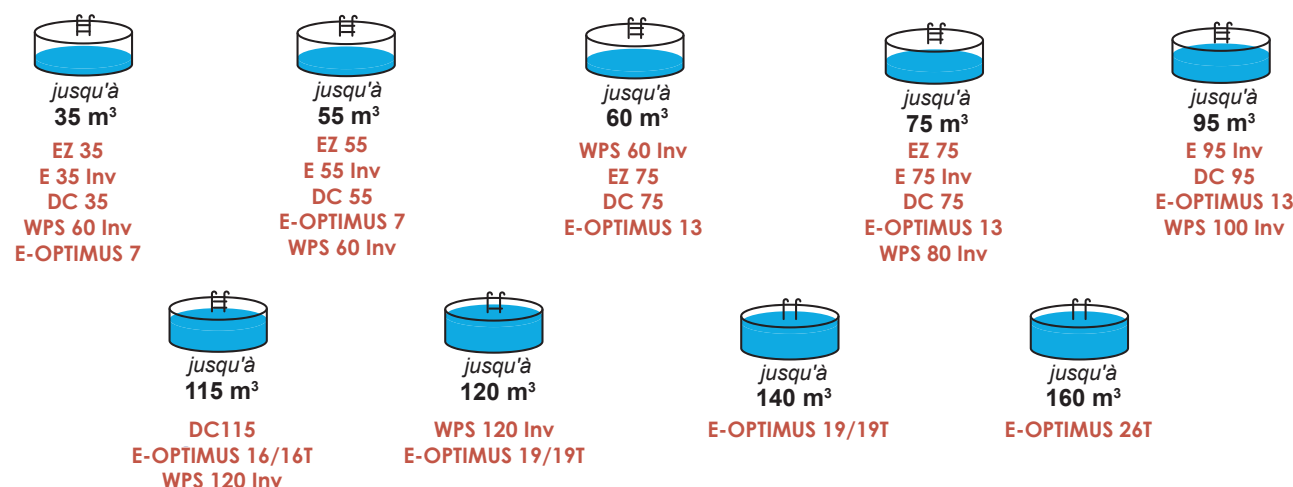 jusqu'à
35 m³
EZ 35
E 35 Inv
DC 35
WPS 60 Inv
E-OPTIMUS 7
jusqu'à
55 m³
EZ 55
E 55 Inv
DC 55
E-OPTIMUS 7
WPS 60 Inv
jusqu'à
60 m³
WPS 60 Inv
EZ 75
DC 75
E-OPTIMUS 13
jusqu'à
75 m³
EZ 75
E 75 Inv
DC 75
E-OPTIMUS 13
WPS 80 Inv
jusqu'à
95 m³
E 95 Inv
DC 95
E-OPTIMUS 13
WPS 100 Inv
jusqu'à
115 m³
DC115
E-OPTIMUS 16/16T
WPS 120 Inv
jusqu'à
120 m³
WPS 120 Inv
E-OPTIMUS 19/19T
jusqu'à
140 m³
E-OPTIMUS 19/19T
jusqu'à
160 m³
E-OPTIMUS 26T